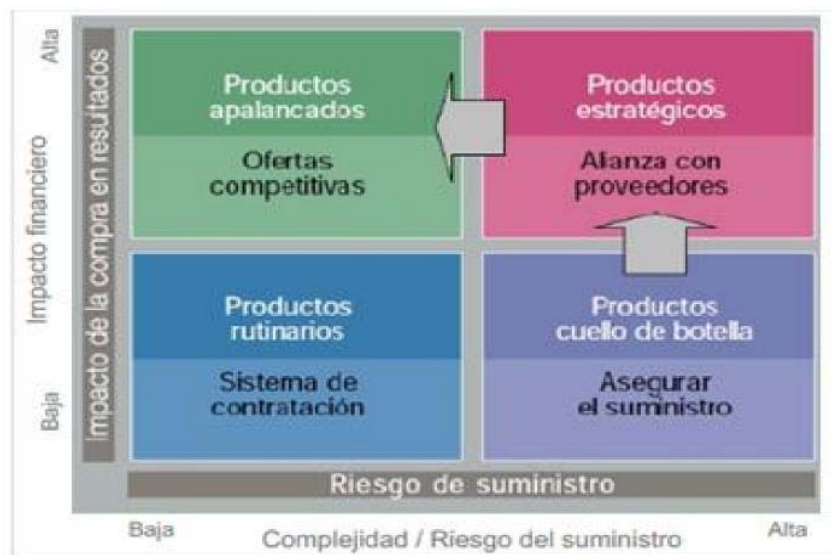 Alta
Impacto financiero
Baja
Impacto de la compra en resultados
Productos
apalancados
Ofertas
competitivas
Productos
estratégicos
Alianza con
proveedores
Productos
rutinarios
Sistema de
contratación
Productos
cuello de botella
Asegurar
el suministro
Riesgo de suministro
Baja
Complejidad / Riesgo del suministro
Alta